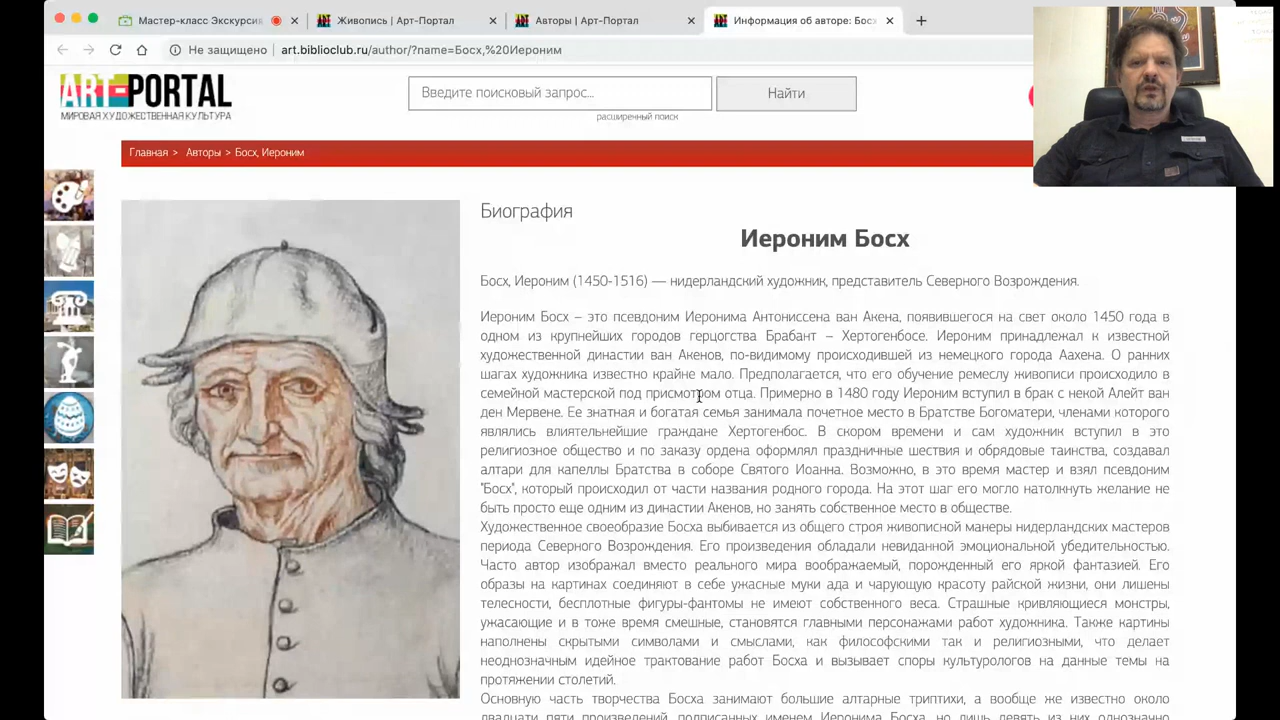 Мастер-класс Экскурсия
Живопись | Арт-Портал
Авторы | Арт-Портал
Информация об авторе: Босх
Не защищено
art.biblioclub.ru/author/?name=Босх,%20Иероним
ART-PORTAL
МИРОВАЯ ХУДОЖЕСТВЕННАЯ КУЛЬТУРА
Введите поисковый запрос...
Найти
расширенный поиск
Главная > Авторы > Босх, Иероним
Биография
Иероним Босх
Босх, Иероним (1450-1516) — нидерландский художник, представитель Северного Возрождения.
Иероним Босх – это псевдоним Иеронима Антониссена ван Акена, появившегося на свет около 1450 года в
одном из крупнейших городов герцогства Брабант – Хертогенбосе. Иероним принадлежал к известной
художественной династии ван Акенов, по-видимому происходившей из немецкого города Аахена. О ранних
шагах художника известно крайне мало. Предполагается, что его обучение ремеслу живописи происходило в
семейной мастерской под присмотром отца. Примерно в 1480 году Иероним вступил в брак с некой Алейт ван
ден Мервене. Ее знатная и богатая семья занимала почетное место в Братстве Богоматери, членами которого
являлись влиятельнейшие граждане Хертогенбос. В скором времени и сам художник вступил в это
религиозное общество и по заказу ордена оформлял праздничные шествия и обрядовые таинства, создавал
для капеллы Братства в соборе Святого Иоанна. Возможно, в это время мастер и взял псевдоним
"Босх", который происходил от части названия родного города. На этот шаг его могло натолкнуть желание не
быть просто еще одним из династии Акенов, но занять собственное место в обществе.
Художественное своеобразие Босха выбивается из общего строя живописной манеры нидерландских мастеров
периода Северного Возрождения. Его произведения обладали невиданной эмоциональной убедительностью.
Часто автор изображал вместо реального мира воображаемый, порожденный его яркой фантазией. Его
образы на картинах соединяют в себе ужасные муки ада и чарующую красоту райской жизни, они лишены
телесности, бесплотные фигуры-фантомы не имеют собственного веса. Страшные кривляющиеся монстры,
ужасающие и в тоже время смешные, становятся главными персонажами работ художника. Также картины
наполнены скрытыми символами и смыслами, как философскими так и религиозными, что делает
неоднозначным идейное трактование работ Босха и вызывает споры культурологов на данные темы на
протяжении столетий.
Основную часть творчества Босха занимают большие алтарные триптихи, а вообще же известно около
двадцати пяти произведений, подписанных именем Иеронима Босха, но лишь девять из них однозначно